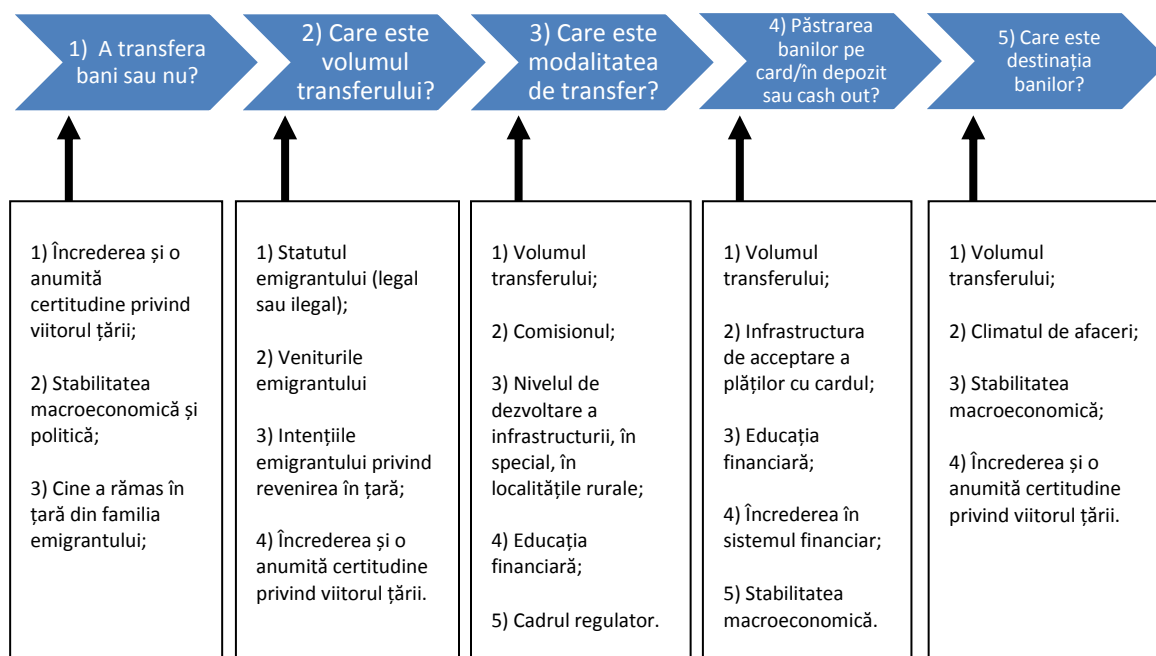 1) A transfera
bani sau nu?
2) Care este
volumul
transferului?
3) Care este
modalitatea
de transfer?
4) Păstrarea
banilor pe
card/în depozit
sau cash out?
5) Care este
destinația
banilor?
1) Încrederea și o
anumită
certitudine privind
viitorul țării;
2) Stabilitatea
macroeconomică și
politică;
3) Cine a rămas în
țară din familia
emigrantului;
1) Statutul
emigrantului (legal
sau ilegal);
2) Veniturile
emigrantului
3) Intențiile
emigrantului privind
revenirea în țară;
4) Încrederea și o
anumită certitudine
privind viitorul țării.
1) Volumul
transferului;
2) Comisionul;
3) Nivelul de
dezvoltare a
infrastructurii, în
special, în
localitățile rurale;
4) Educația
financiară;
5) Cadrul regulator.
1) Volumul
transferului;
2) Infrastructura
de acceptare a
plăților cu cardul;
3) Educația
financiară;
4) Încrederea în
sistemul financiar;
5) Stabilitatea
macroeconomică.
1) Volumul
transferului;
2) Climatul de afaceri;
3) Stabilitatea
macroeconomică;
4) Încrederea și o
anumită certitudine
privind viitorul țării.